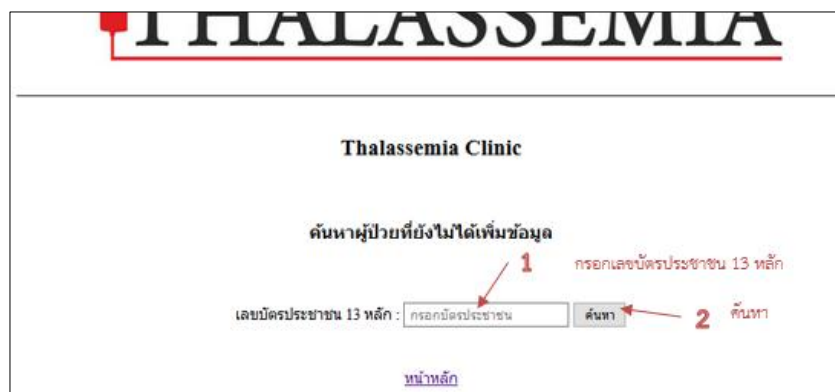 THALASSEMIA
Thalassemia Clinic
ค้นหาผู้ป่วยที่ยังไม่ได้เพิ่มข้อมูล
1 กรอกเลขบัตรประชาชน 13 หลัก
เลขบัตรประชาชน 13 หลัก : กรอกบัตรประชาชน ค้นหา 2 ค้นหา
หน้าหลัก